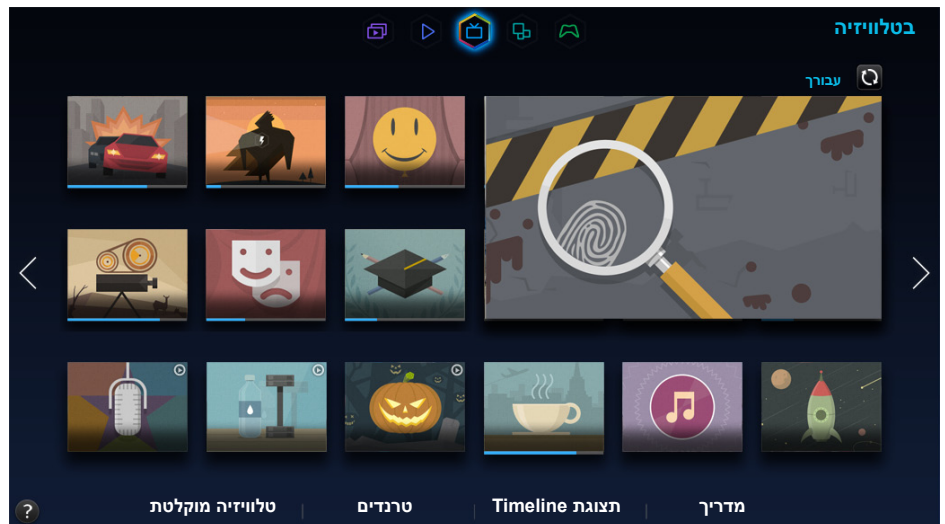 בטלוויזיה
עבורך
מדריך
תצוגת Timeline
טרנדים
טלוויזיה מוקלטת
?